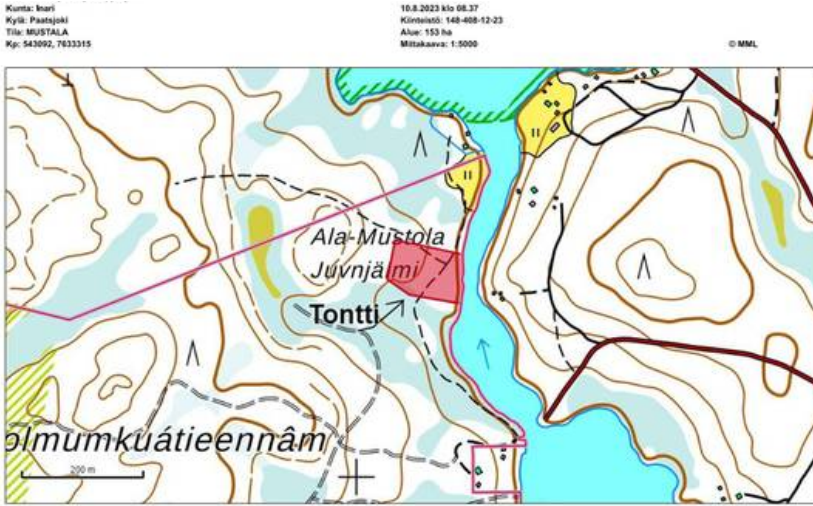 Kunta: Inari
Kylä: Paatsjoki
Tila: MUSTALA
Kp: 543092, 7633315
10.8.2023 klo 08.37
Kiinteistö: 148-408-12-23
Alue: 153 ha
Mittakaava: 1:5000
© MML
Ala-Mustola
Juvnjälmi
Tontti
olmumkuátieennâm
200 m